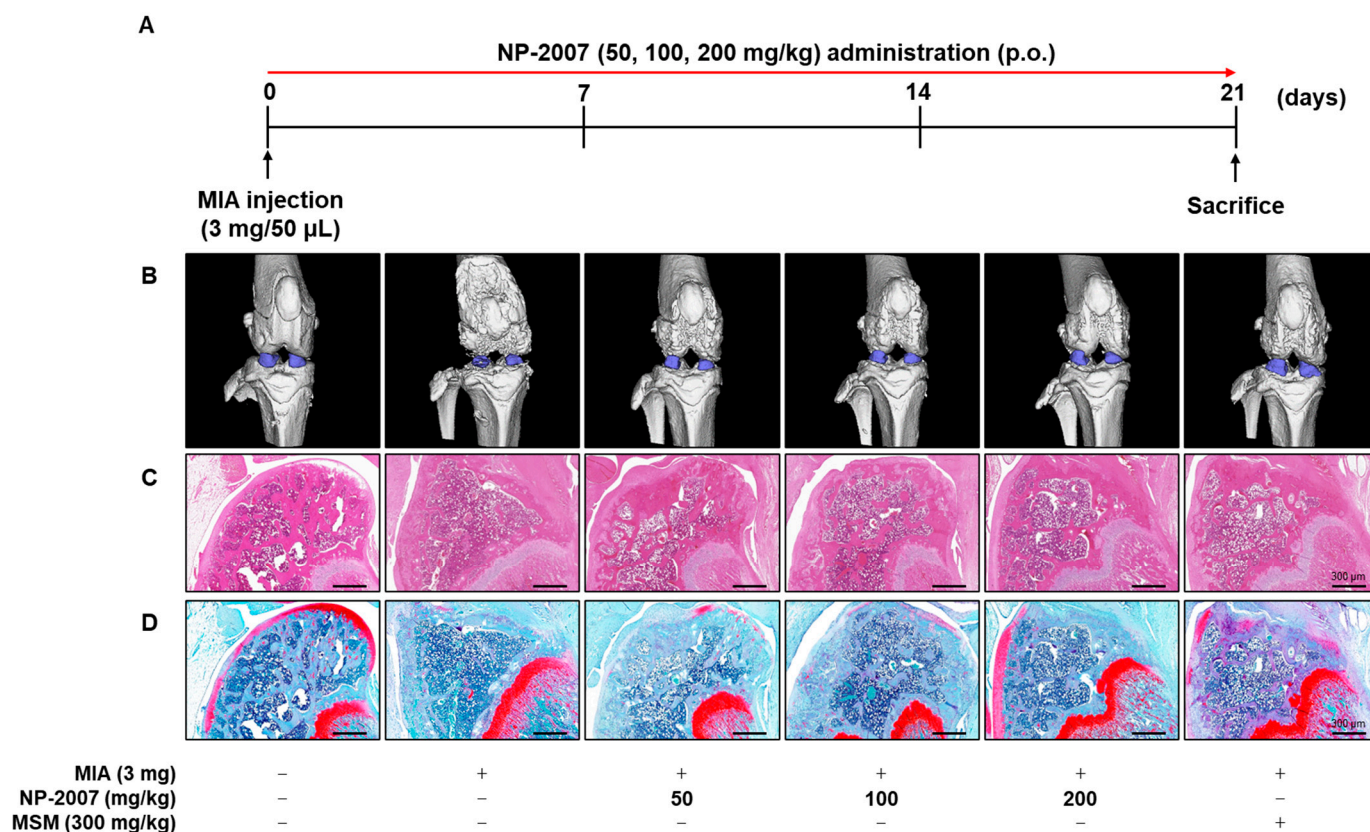 A
NP-2007 (50, 100, 200 mg/kg) administration (p.o.)
0 7 14 21 (days)
MIA injection
(3 mg/50 µL)
Sacrifice
B
C
300 µm
D
300 µm
MIA (3 mg) − + + + + +
NP-2007 (mg/kg) − − 50 100 200 −
MSM (300 mg/kg) − − − − − +